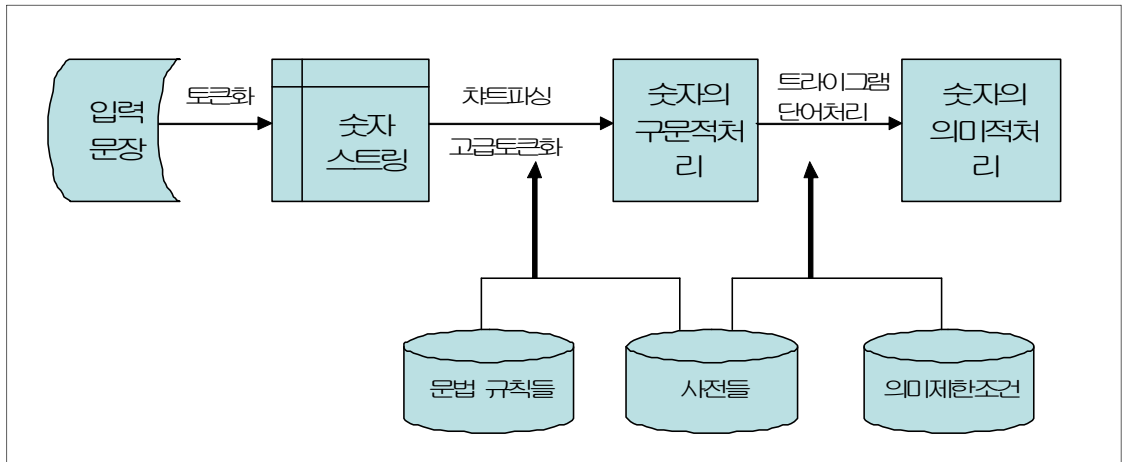 입력
문장
토큰화
숫자
스트링
챠트파싱
고급토큰화
숫자의
구문적처
리
트라이그램
단어처리
숫자의
의미적처
리
문법 규칙들
사전들
의미제한조건